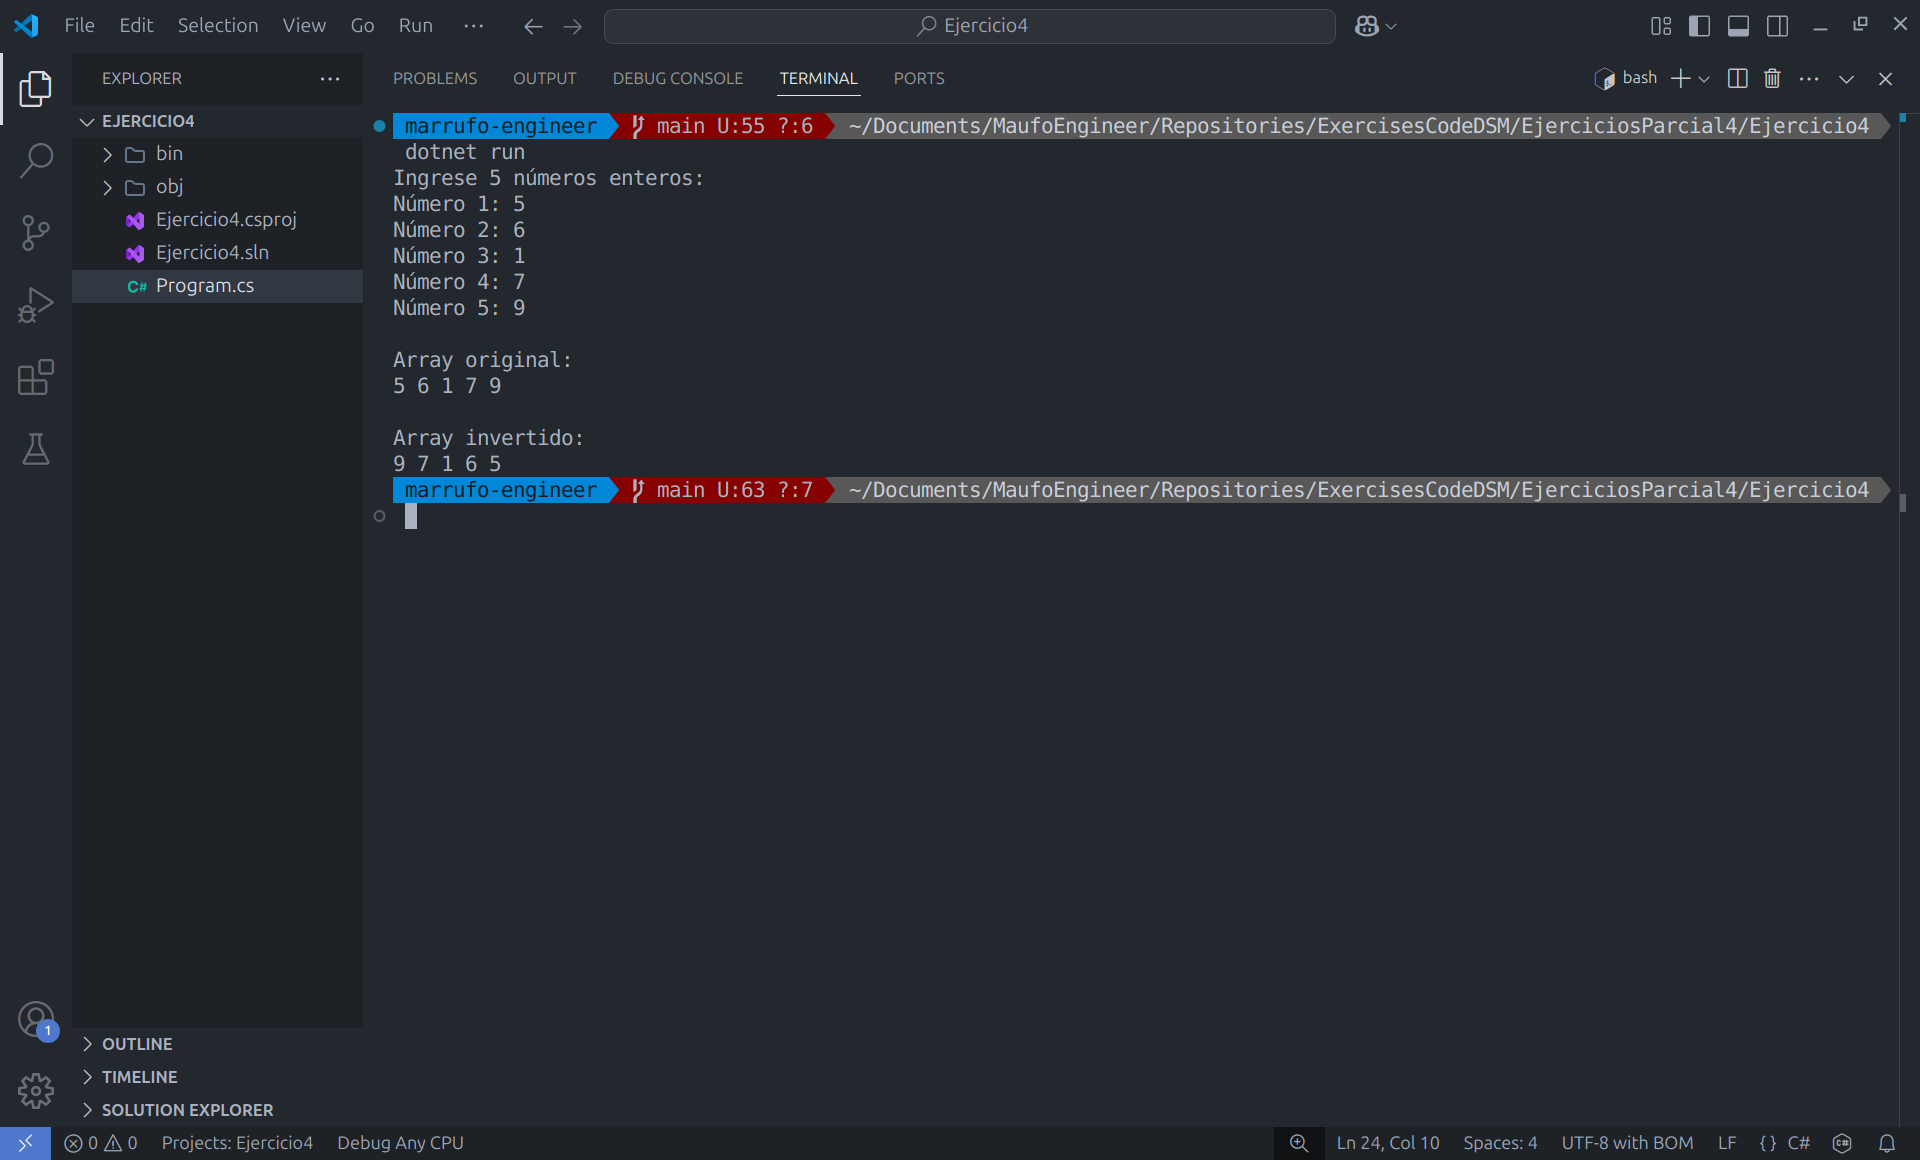 File Edit Selection View Go Run ··· Ejercicio4
EXPLORER ···
EJERCICIO4
bin
obj
Ejercicio4.csproj
Ejercicio4.sln
C# Program.cs
OUTLINE
TIMELINE
SOLUTION EXPLORER
PROBLEMS OUTPUT DEBUG CONSOLE TERMINAL PORTS bash
marrufo-engineer main U:55 ?:6 ~/Documents/MaufoEngineer/Repositories/ExercisesCodeDSM/EjerciciosParcial4/Ejercicio4
dotnet run
Ingrese 5 números enteros:
Número 1: 5
Número 2: 6
Número 3: 1
Número 4: 7
Número 5: 9
Array original:
5 6 1 7 9
Array invertido:
9 7 1 6 5
marrufo-engineer main U:63 ?:7 ~/Documents/MaufoEngineer/Repositories/ExercisesCodeDSM/EjerciciosParcial4/Ejercicio4
1
0 0 Projects: Ejercicio4 Debug Any CPU Ln 24, Col 10 Spaces: 4 UTF-8 with BOM LF {} C#